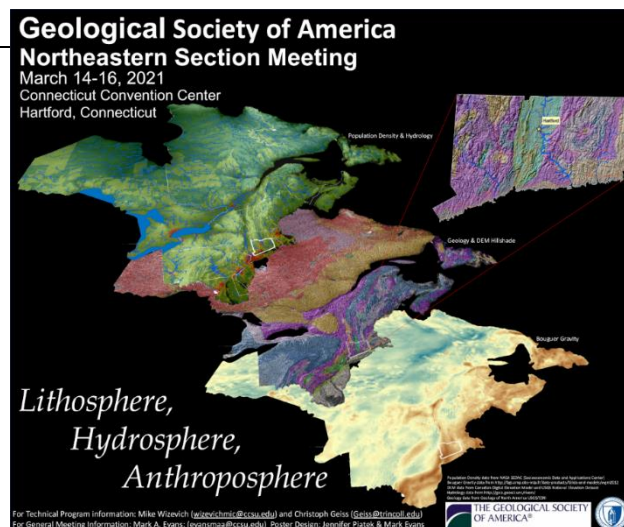 Geological Society of America
Northeastern Section Meeting
March 14-16, 2021
Connecticut Convention Center
Hartford, Connecticut
Population Density & Hydrology
Hartford
Geology & DEM Hillshade
Bouguer Gravity
Lithosphere,
Hydrosphere,
Anthroposphere
For Technical Program information: Mike Wizevich (wizevichmic@ccsu.edu) and Christoph Geiss (Geiss@trincoll.edu)
For General Meeting Information: Mark A. Evans: (evansmaa@ccsu.edu) Poster Design: Jennifer Piatek & Mark Evans
THE GEOLOGICAL SOCIETY
OF AMERICA®